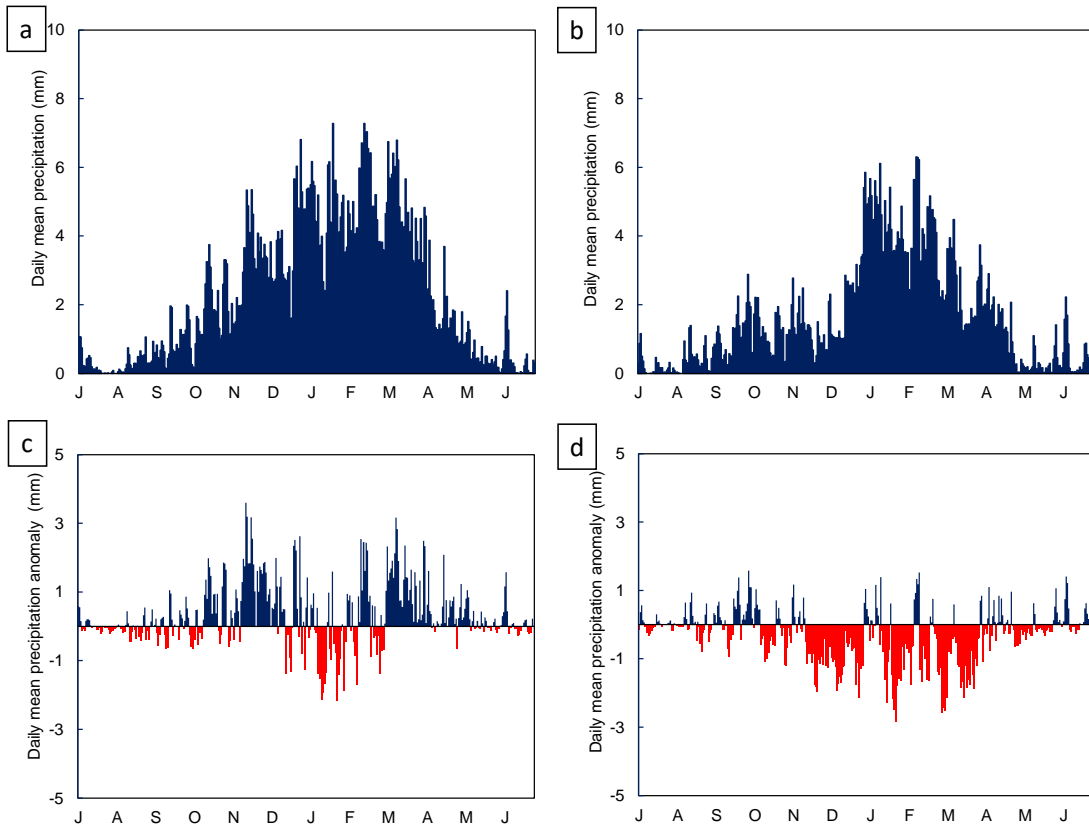 a
Daily mean precipitation (mm)
10
8
6
4
2
0
J A S O N D J F M A M J
b
Daily mean precipitation (mm)
10
8
6
4
2
0
J A S O N D J F M A M J
c
Daily mean precipitation anomaly (mm)
5
3
1
-1
-3
-5
J A S O N D J F M A M J
d
Daily mean precipitation anomaly (mm)
5
3
1
-1
-3
-5
J A S O N D J F M A M J